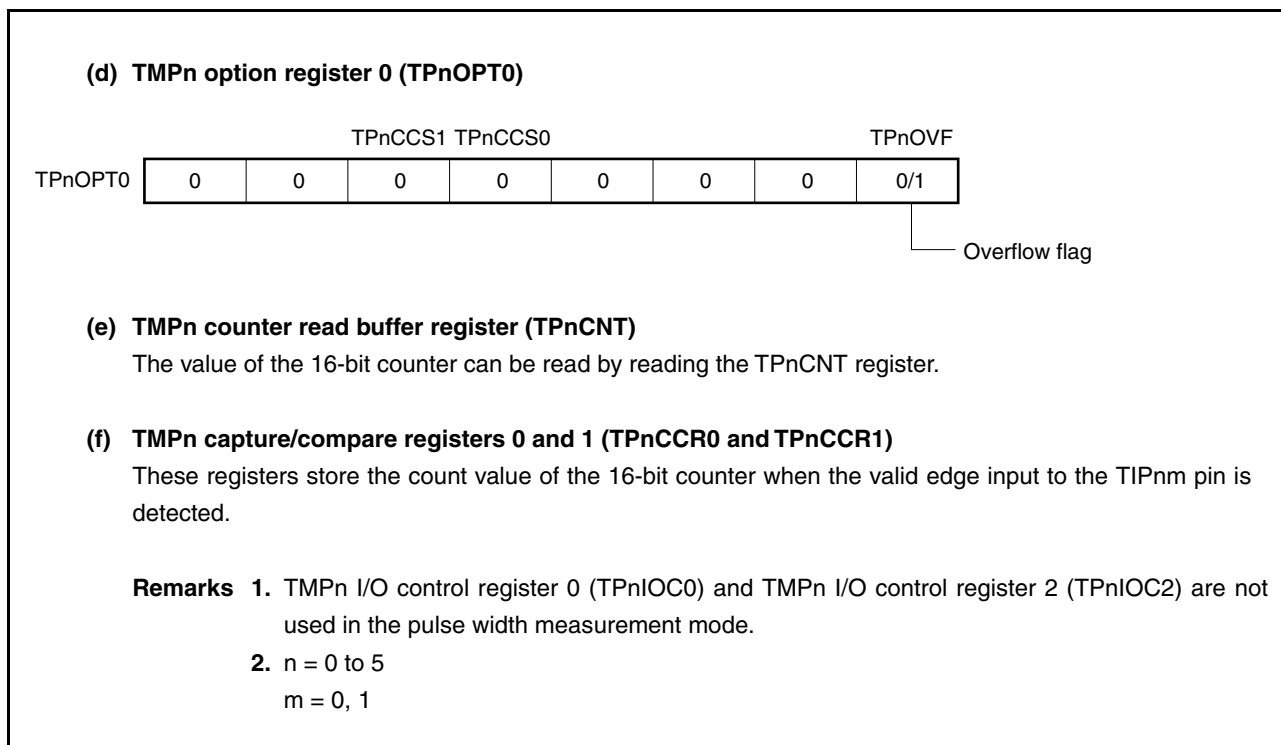 (d) TMPn option register 0 (TPnOPT0)
TPnCCS1 TPnCCS0 TPnOVF
TPnOPT0 0 0 0 0 0 0 0 0/1
Overflow flag
(e) TMPn counter read buffer register (TPnCNT)
The value of the 16-bit counter can be read by reading the TPnCNT register.
(f) TMPn capture/compare registers 0 and 1 (TPnCCR0 and TPnCCR1)
These registers store the count value of the 16-bit counter when the valid edge input to the TIPnm pin is
detected.
Remarks 1. TMPn I/O control register 0 (TPnIOC0) and TMPn I/O control register 2 (TPnIOC2) are not
used in the pulse width measurement mode.
2. n = 0 to 5
m = 0, 1